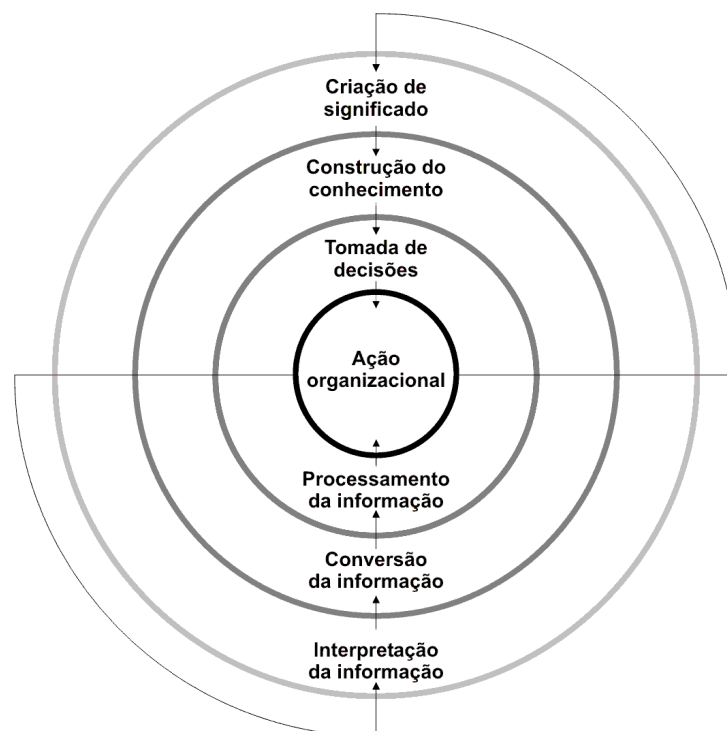 Criação de
significado
Construção do
conhecimento
Tomada de
decisões
Ação
organizacional
Processamento
da informação
Conversão
da informação
Interpretação
da informação